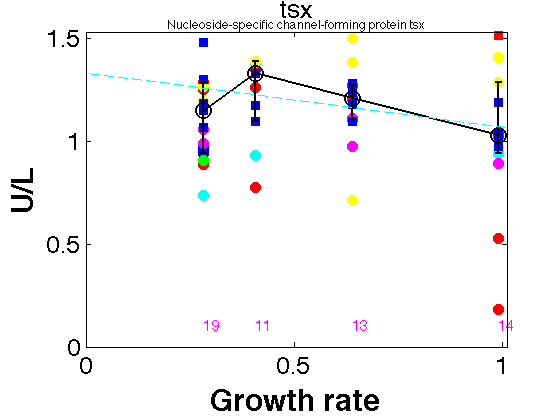 tsx
Nucleoside-specific channel-forming protein tsx
1.5
1
0.5
0
U/L
19
11
13
14
0
0.5
1
Growth rate